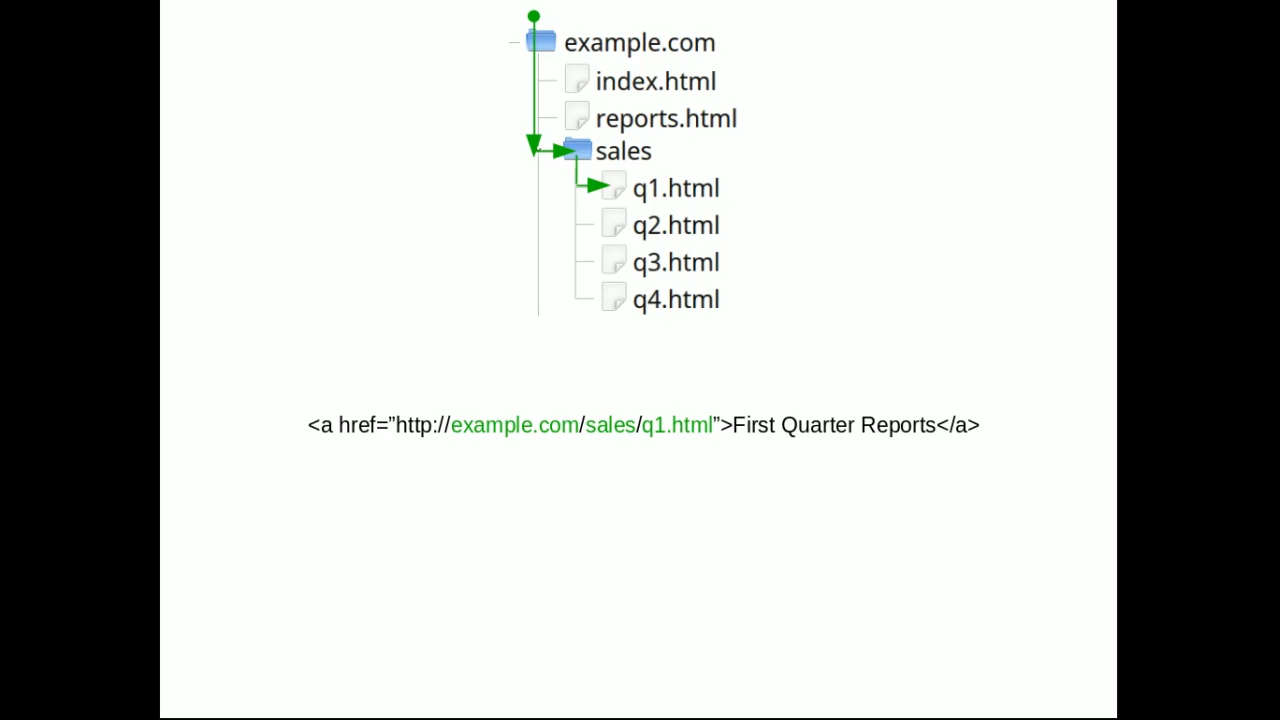 example.com
index.html
reports.html
sales
q1.html
q2.html
q3.html
q4.html
<a href=”http://example.com/sales/q1.html”>First Quarter Reports</a>